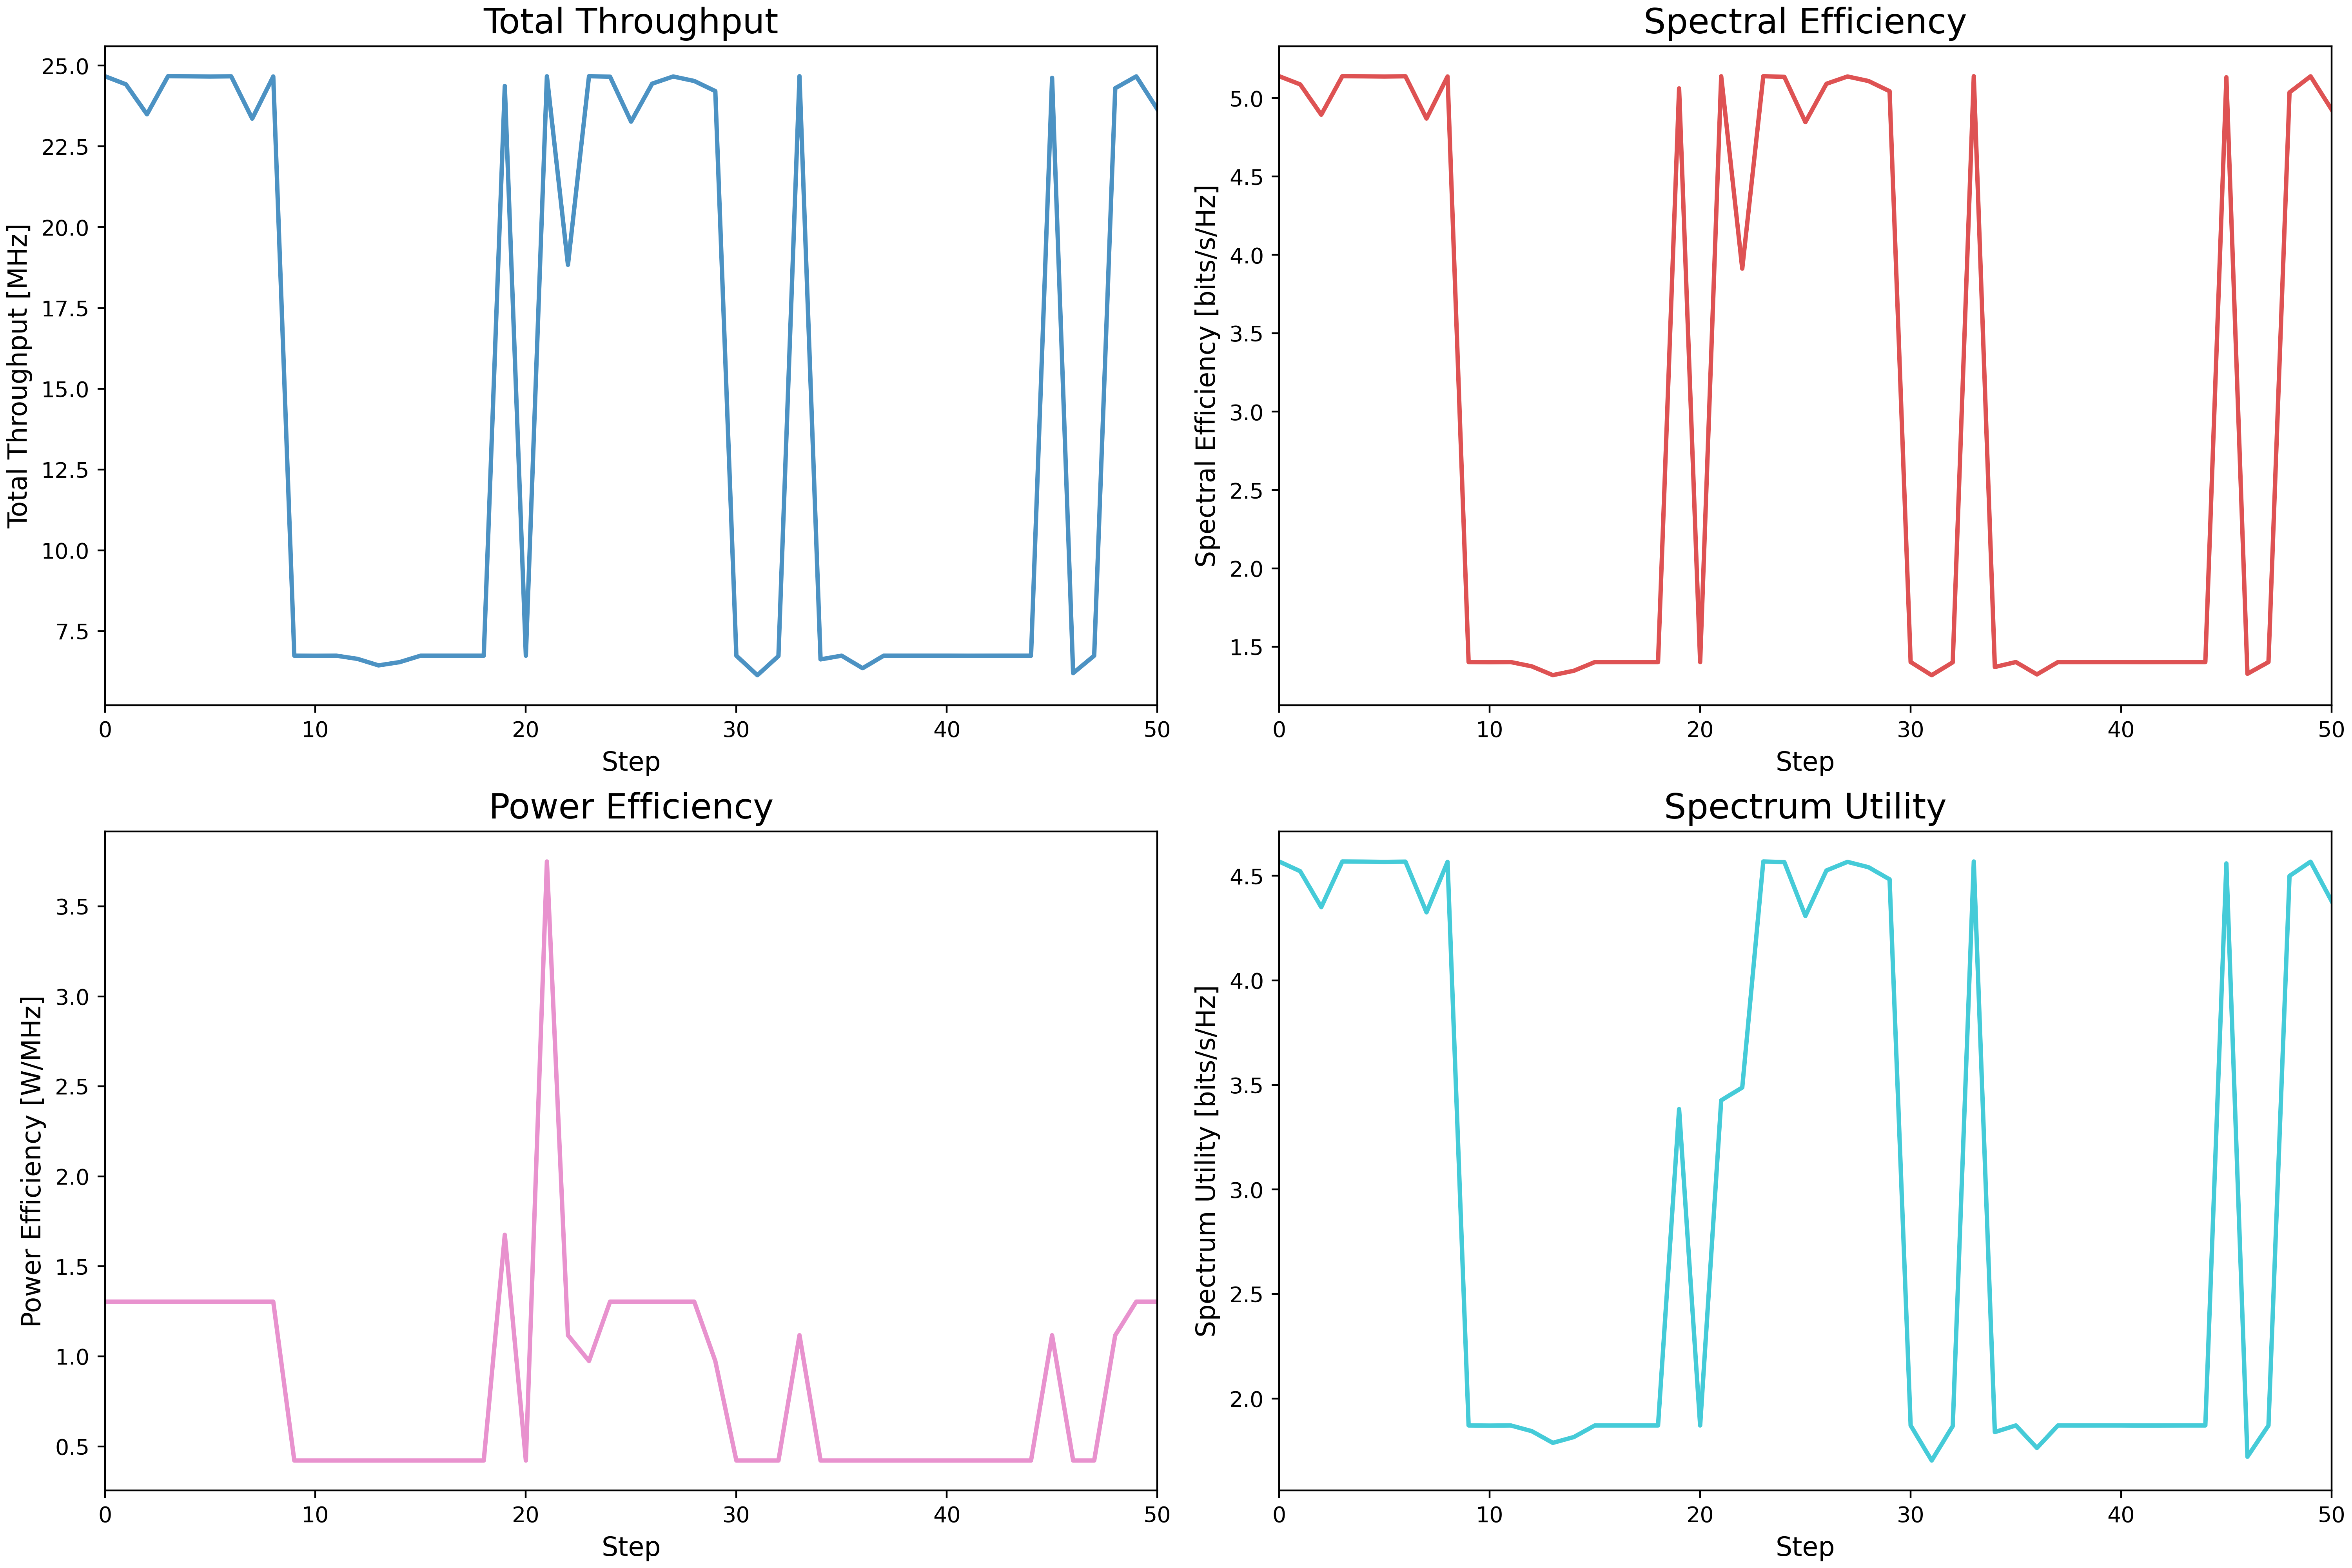 Total Throughput
Total Throughput [MHz]
25.0
22.5
20.0
17.5
15.0
12.5
10.0
7.5
0 10 20 30 40 50
Step
Spectral Efficiency
Spectral Efficiency [bits/s/Hz]
5.0
4.5
4.0
3.5
3.0
2.5
2.0
1.5
0 10 20 30 40 50
Step
Power Efficiency
Power Efficiency [W/MHz]
3.5
3.0
2.5
2.0
1.5
1.0
0.5
0 10 20 30 40 50
Step
Spectrum Utility
Spectrum Utility [bits/s/Hz]
4.5
4.0
3.5
3.0
2.5
2.0
0 10 20 30 40 50
Step